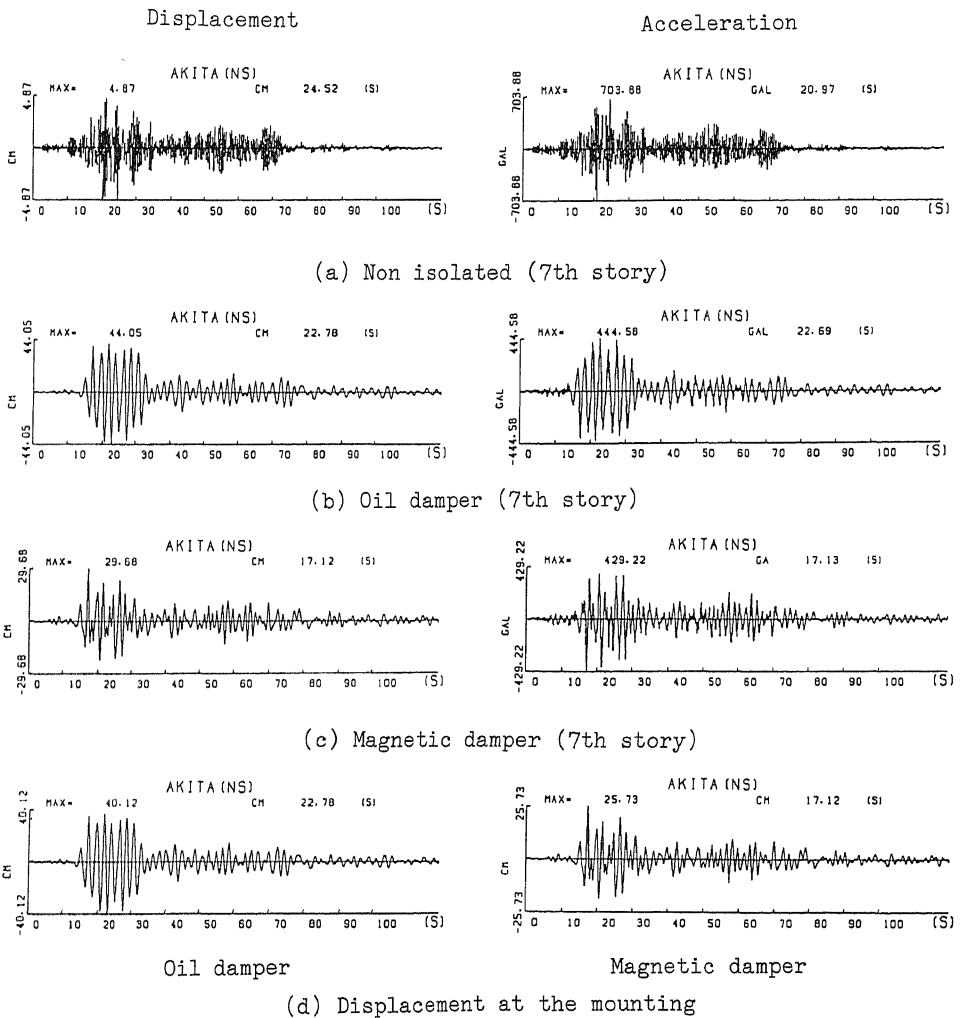 Displacement
Acceleration
AKITA (NS)
MAX= 4.87 CM 24.52 (S)
4.87
CM
-4.87
0 10 20 30 40 50 60 70 80 90 100 (S)
AKITA (NS)
MAX= 703.88 GAL 20.97 (S)
703.88
GAL
-703.88
0 10 20 30 40 50 60 70 80 90 100 (S)
(a) Non isolated (7th story)
AKITA (NS)
MAX= 44.05 CM 22.78 (S)
44.05
CM
-44.05
0 10 20 30 40 50 60 70 80 90 100 (S)
AKITA (NS)
MAX= 444.58 GAL 22.69 (S)
444.58
GAL
-444.58
0 10 20 30 40 50 60 70 80 90 100 (S)
(b) Oil damper (7th story)
AKITA (NS)
MAX= 29.68 CM 17.12 (S)
29.68
CM
-29.68
0 10 20 30 40 50 60 70 80 90 100 (S)
AKITA (NS)
MAX= 429.22 GA 17.13 (S)
429.22
GAL
-429.22
0 10 20 30 40 50 60 70 80 90 100 (S)
(c) Magnetic damper (7th story)
AKITA (NS)
MAX= 40.12 CM 22.78 (S)
40.12
CM
-40.12
0 10 20 30 40 50 60 70 80 90 100 (S)
AKITA (NS)
MAX= 25.73 CM 17.12 (S)
25.73
CM
-25.73
0 10 20 30 40 50 60 70 80 90 100 (S)
Oil damper
Magnetic damper
(d) Displacement at the mounting